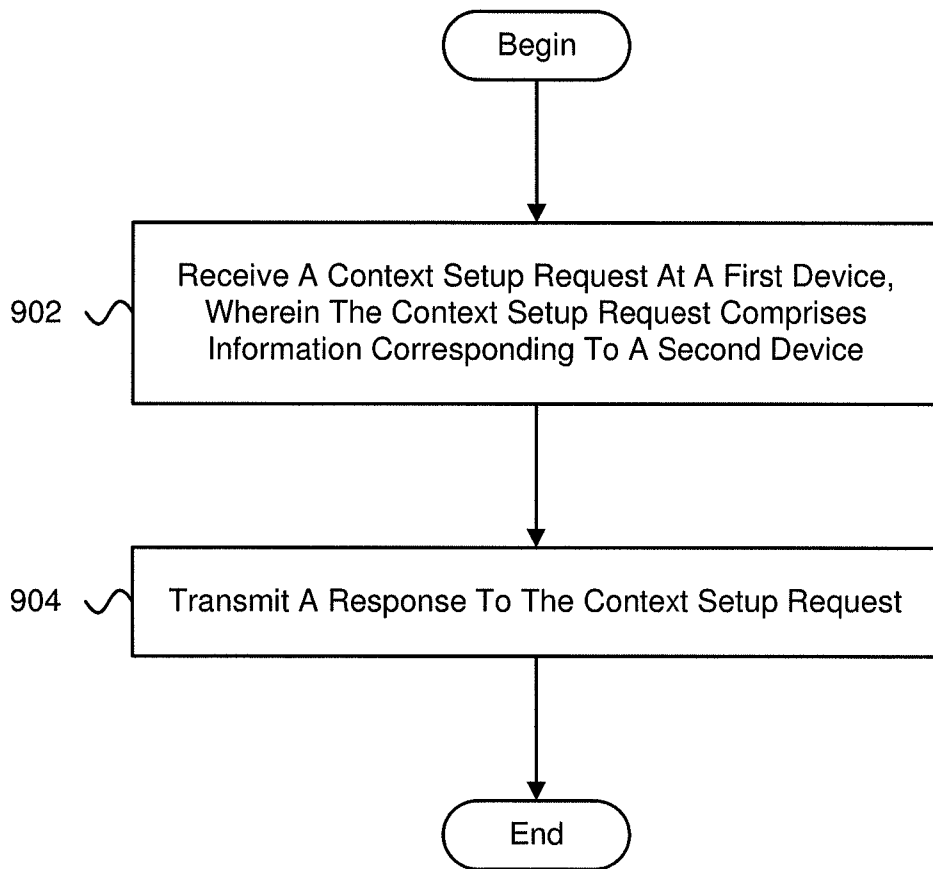 Begin
902
Receive A Context Setup Request At A First Device,
Wherein The Context Setup Request Comprises
Information Corresponding To A Second Device
904
Transmit A Response To The Context Setup Request
End